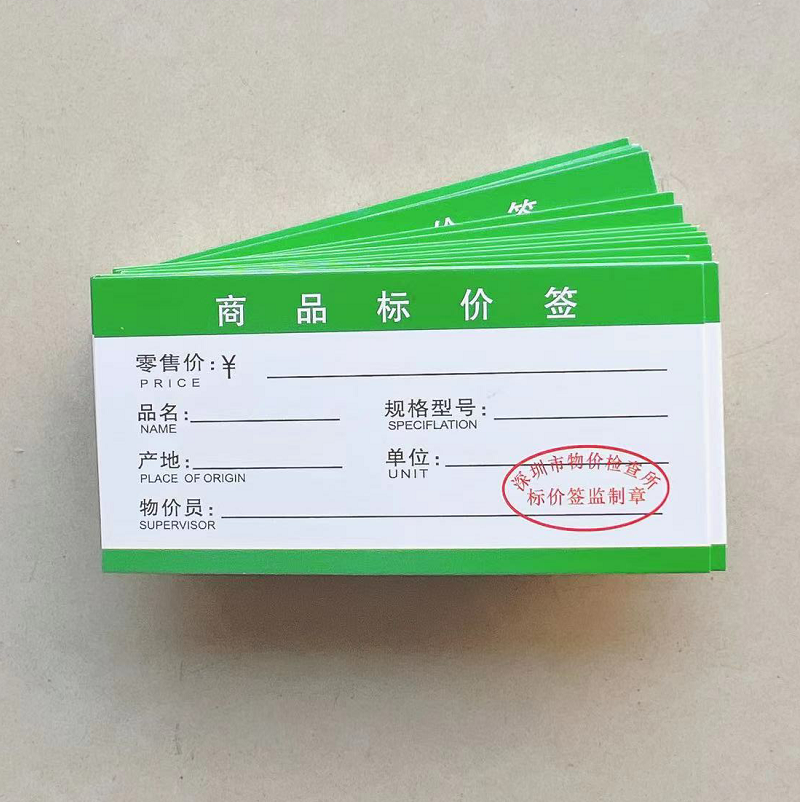 价 签
商 品 标 价 签
零售价:¥
PRICE
品名: 规格型号:
NAME SPECIFLATION
产地: 单位:
PLACE OF ORIGIN UNIT
深圳市物价检查所
标价签监制章
物价员:
SUPERVISOR